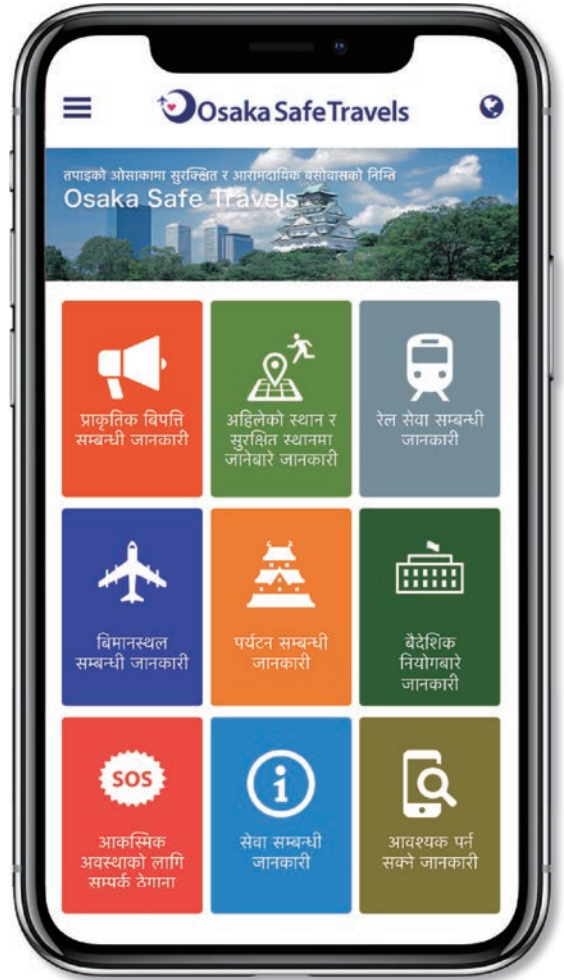 Osaka Safe Travels
तपाइको ओसाकामा सुरक्षित र आरामदायिक बसोवासको निम्ति
Osaka Safe Travels
प्राकृतिक बिपत्ति
सम्बन्धी जानकारी
अहिलेको स्थान र
सुरक्षित स्थानमा
जानेबारे जानकारी
रेल सेवा सम्बन्धी
जानकारी
बिमानस्थल
सम्बन्धी जानकारी
पर्यटन सम्बन्धी
जानकारी
बैदेशिक
नियोगबारे
जानकारी
SOS
आकस्मिक
अवस्थाको लागि
सम्पर्क ठेगाना
सेवा सम्बन्धी
जानकारी
आवश्यक पर्न
सक्ने जानकारी